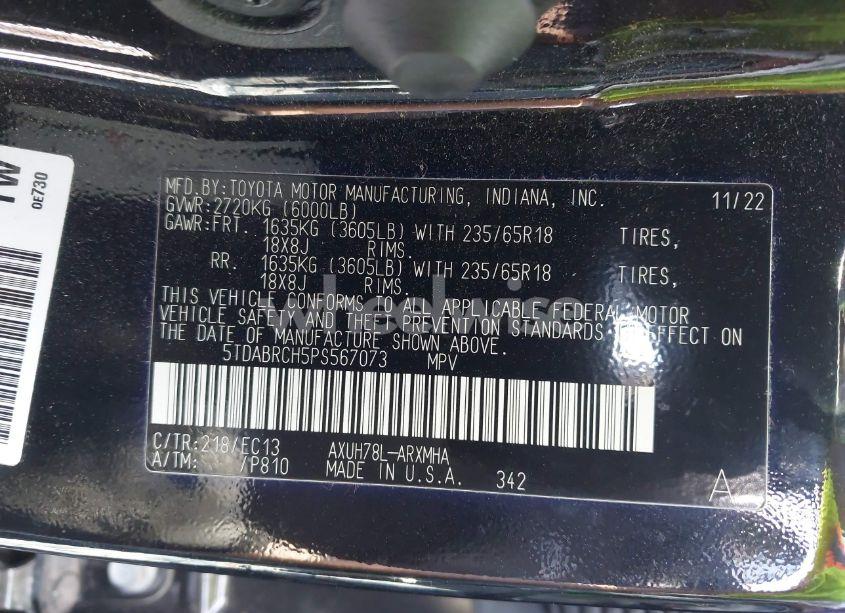 TW
0E730
MFD.BY:TOYOTA MOTOR MANUFACTURING, INDIANA, INC. 11/22
GVWR:2720KG (6000LB)
GAWR:FRT. 1635KG (3605LB) WITH 235/65R18 TIRES,
18X8J RIMS.
RR. 1635KG (3605LB) WITH 235/65R18 TIRES,
18X8J RIMS.
THIS VEHICLE CONFORMS TO ALL APPLICABLE FEDERAL MOTOR
VEHICLE SAFETY AND THEFT PREVENTION STANDARDS IN EFFECT ON
THE DATE OF MANUFACTURE SHOWN ABOVE.
5TDABRCH5PS567073 MPV
C/TR:218/EC13 AXUH78L-ARXMHA
A/TM: /P810 MADE IN U.S.A. 342 A
wheelwise